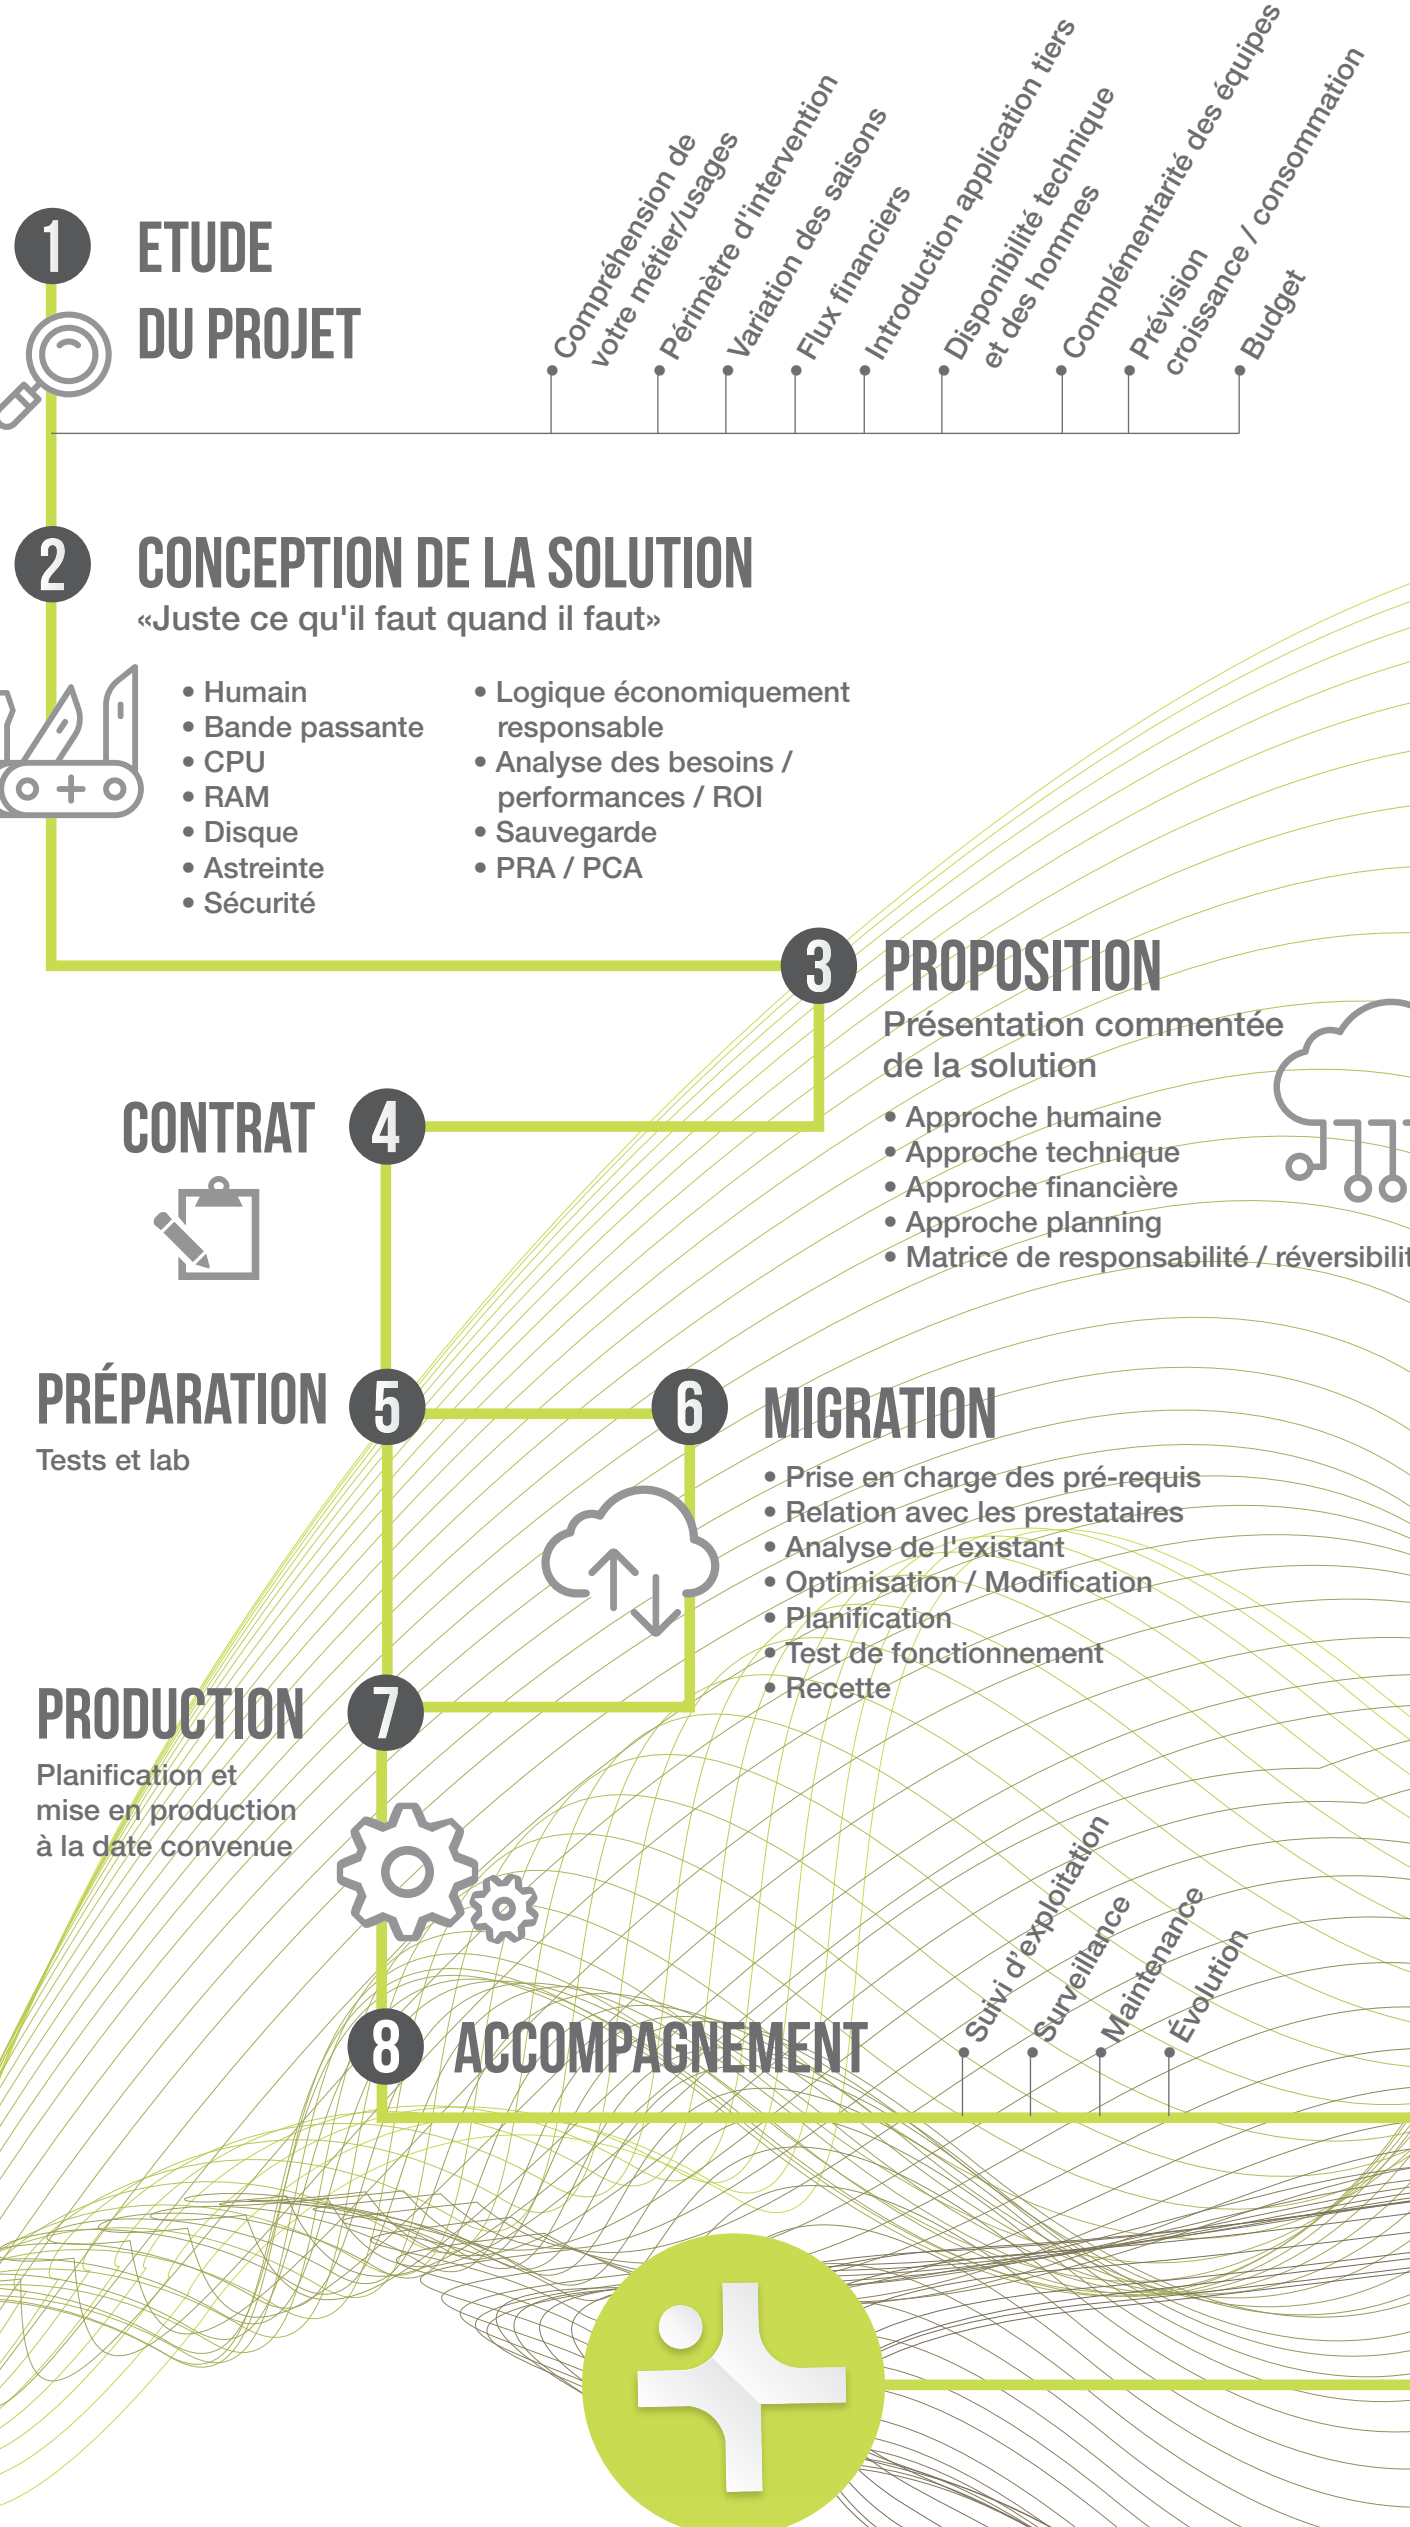 1
ETUDE
DU PROJET
Compréhension de
votre métier/usages
Périmètre d'intervention
Variation des saisons
Flux financiers
Introduction application tiers
Disponibilité technique
et des hommes
Complémentarité des équipes
Prévision
croissance / consommation
Budget
2
CONCEPTION DE LA SOLUTION
«Juste ce qu'il faut quand il faut»
• Humain
• Bande passante
• CPU
• RAM
• Disque
• Astreinte
• Sécurité
• Logique économiquement
responsable
• Analyse des besoins /
performances / ROI
• Sauvegarde
• PRA / PCA
3
PROPOSITION
Présentation commentée
de la solution
• Approche humaine
• Approche technique
• Approche financière
• Approche planning
• Matrice de responsabilité / réversibilit
CONTRAT
4
PRÉPARATION
5
Tests et lab
6
MIGRATION
• Prise en charge des pré-requis
• Relation avec les prestataires
• Analyse de l'existant
• Optimisation / Modification
• Planification
• Test de fonctionnement
• Recette
PRODUCTION
7
Planification et
mise en production
à la date convenue
8
ACCOMPAGNEMENT
Suivi d'exploitation
Surveillance
Maintenance
Évolution